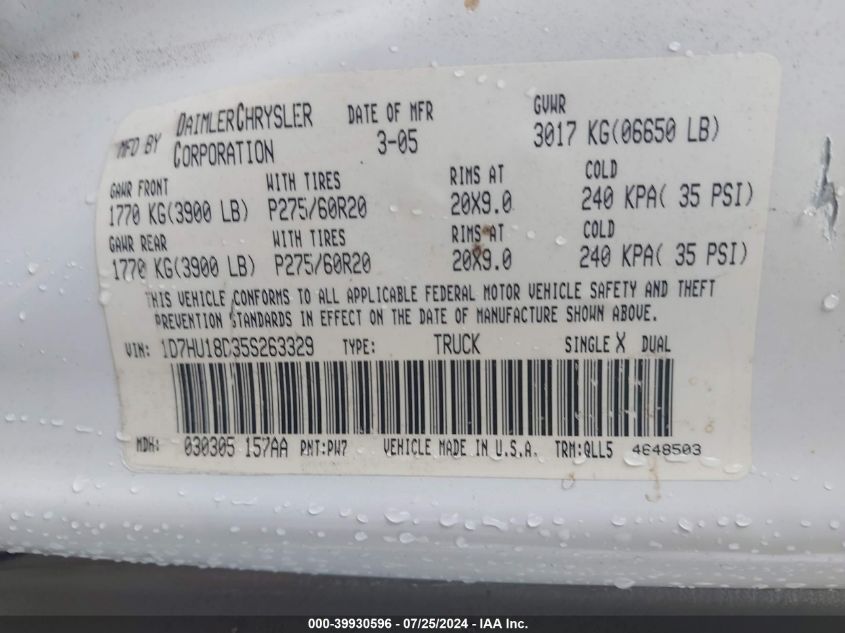 MFD BY DAIMLERCHRYSLER CORPORATION DATE OF MFR 3-05 GVWR 3017 KG(06650 LB)
GAWR FRONT WITH TIRES RIMS AT COLD
1770 KG(3900 LB) P275/60R20 20X9.0 240 KPA( 35 PSI)
GAWR REAR WITH TIRES RIMS AT COLD
1770 KG(3900 LB) P275/60R20 20X9.0 240 KPA( 35 PSI)
THIS VEHICLE CONFORMS TO ALL APPLICABLE FEDERAL MOTOR VEHICLE SAFETY AND THEFT
PREVENTION STANDARDS IN EFFECT ON THE DATE OF MANUFACTURE SHOWN ABOVE.
VIN: 1D7HU18D35S263329 TYPE: TRUCK SINGLE X DUAL
MDH: 030305 157AA PNT:PW7 VEHICLE MADE IN U.S.A. TRM:QLL5 4648503
000-39930596 - 07/25/2024 - IAA Inc.